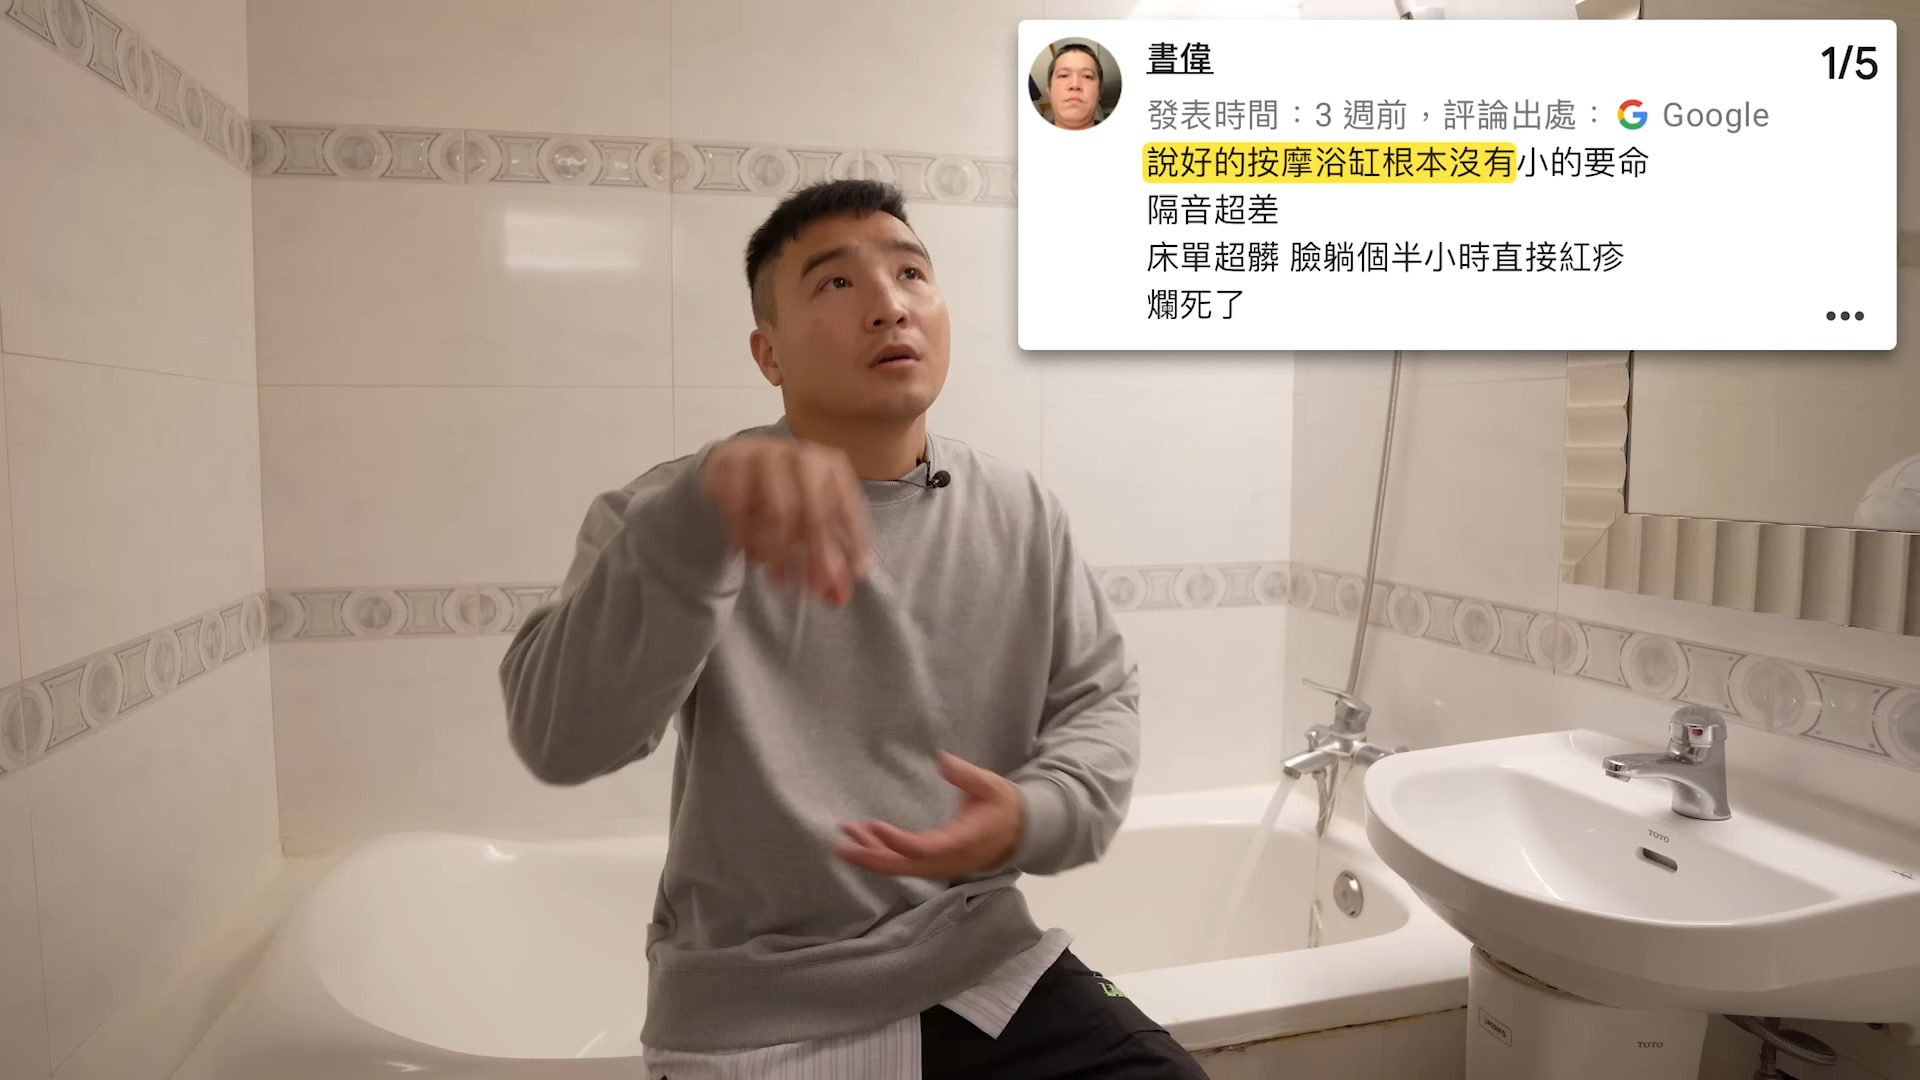 書偉
1/5
發表時間：3 週前，評論出處： Google
說好的按摩浴缸根本沒有小的要命
隔音超差
床單超髒 臉躺個半小時直接紅疹
爛死了
TOTO
TOTO